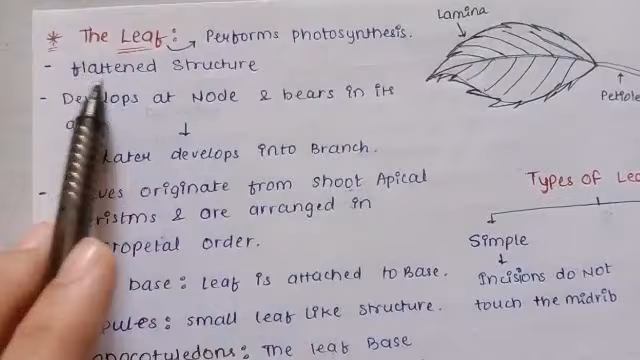 * The Leaf : → Performs photosynthesis.
- flattened Structure
- Develops at Node & bears in its
Later develops into Branch.
- originate from shoot Apical
& are arranged in
order.
base : leaf is attached to Base.
small leaf like structure.
The leaf Base
Lamina
Petiole
Types of
Simple
Incisions do NOT
touch the midrib